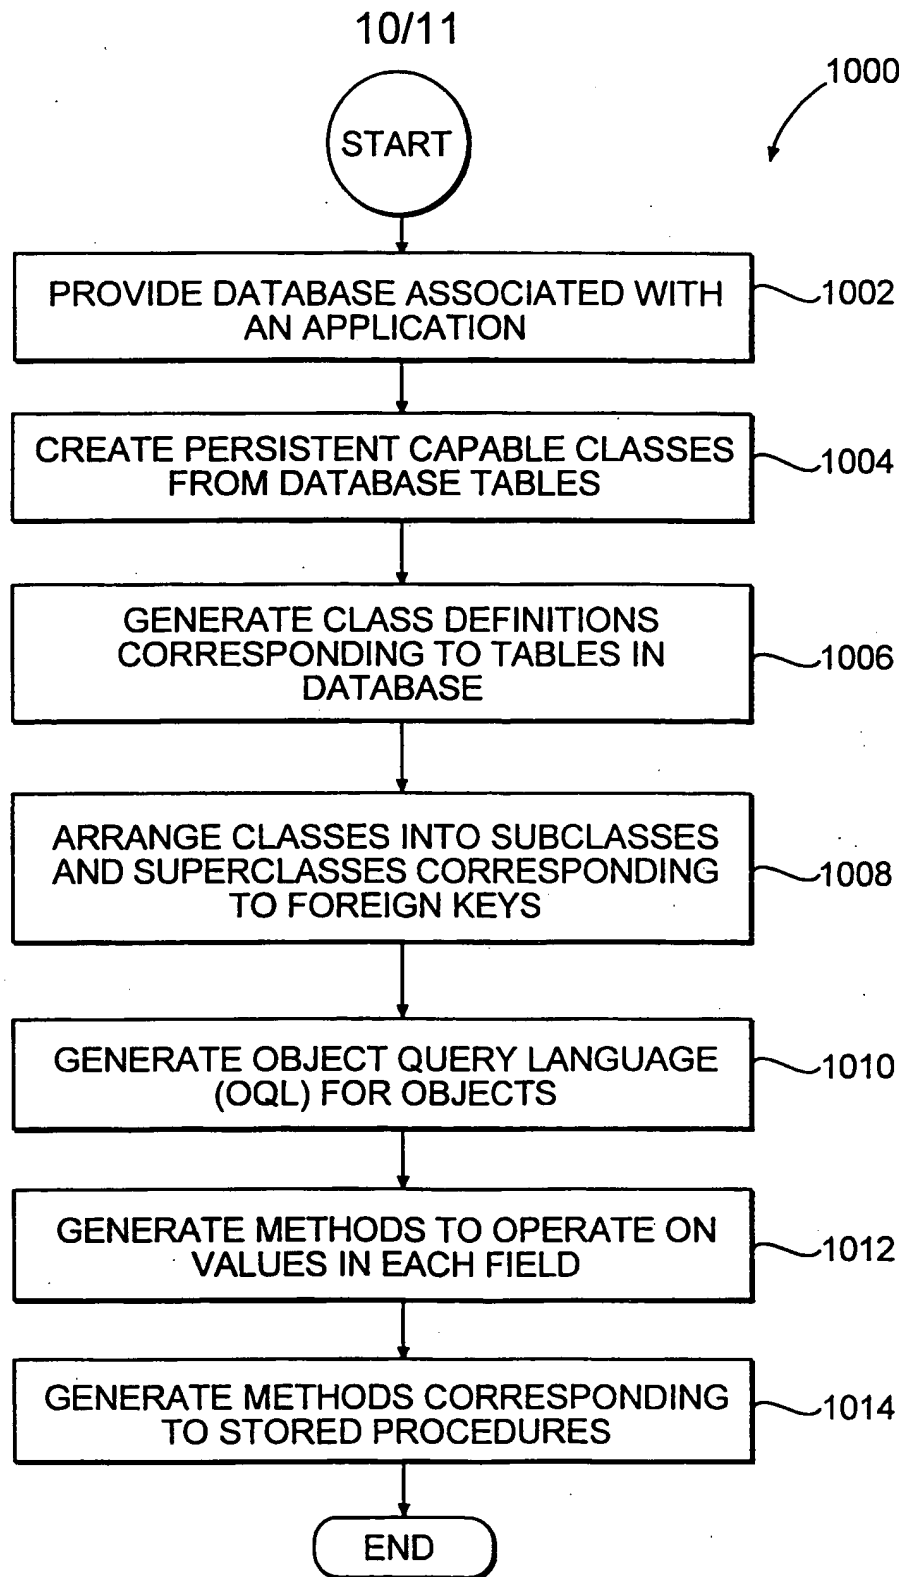 10/11
1000
START
PROVIDE DATABASE ASSOCIATED WITH
AN APPLICATION
1002
CREATE PERSISTENT CAPABLE CLASSES
FROM DATABASE TABLES
1004
GENERATE CLASS DEFINITIONS
CORRESPONDING TO TABLES IN
DATABASE
1006
ARRANGE CLASSES INTO SUBCLASSES
AND SUPERCLASSES CORRESPONDING
TO FOREIGN KEYS
1008
GENERATE OBJECT QUERY LANGUAGE
(OQL) FOR OBJECTS
1010
GENERATE METHODS TO OPERATE ON
VALUES IN EACH FIELD
1012
GENERATE METHODS CORRESPONDING
TO STORED PROCEDURES
1014
END